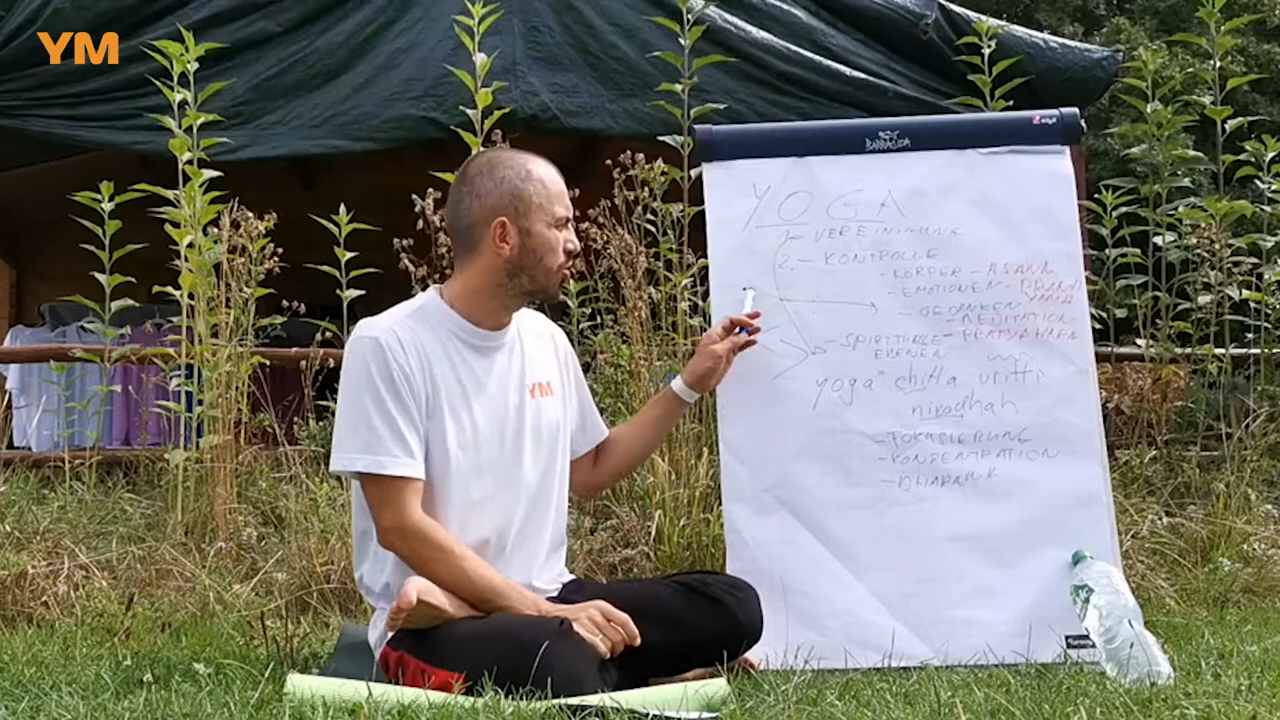 YM
BARRACUDA
YOGA
1. - VEREINIGUNG
2. - KONTROLLE
- KÖRPER - ASANA
- EMOTIONEN - PRANAYAMA
- GEDANKEN
- MEDITATION
- SPIRITUELLE - PRATYAHARA
EBENEN
yoga chitta vritti
nirodhah
- FOKUSIERUNG
- KONZENTRATION
- DHARANA
YM